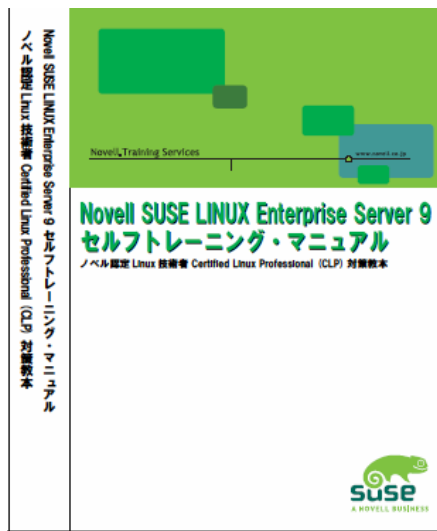 Novell SUSE LINUX Enterprise Server 9 セルフトレーニング・マニュアル
ノベル認定 Linux 技術者 Certified Linux Professional (CLP) 対策教本
Novell Training Services
www.novell.co.jp
Novell SUSE LINUX Enterprise Server 9
セルフトレーニング・マニュアル
ノベル認定 Linux 技術者 Certified Linux Professional (CLP) 対策教本
SUSE
A NOVELL BUSINESS